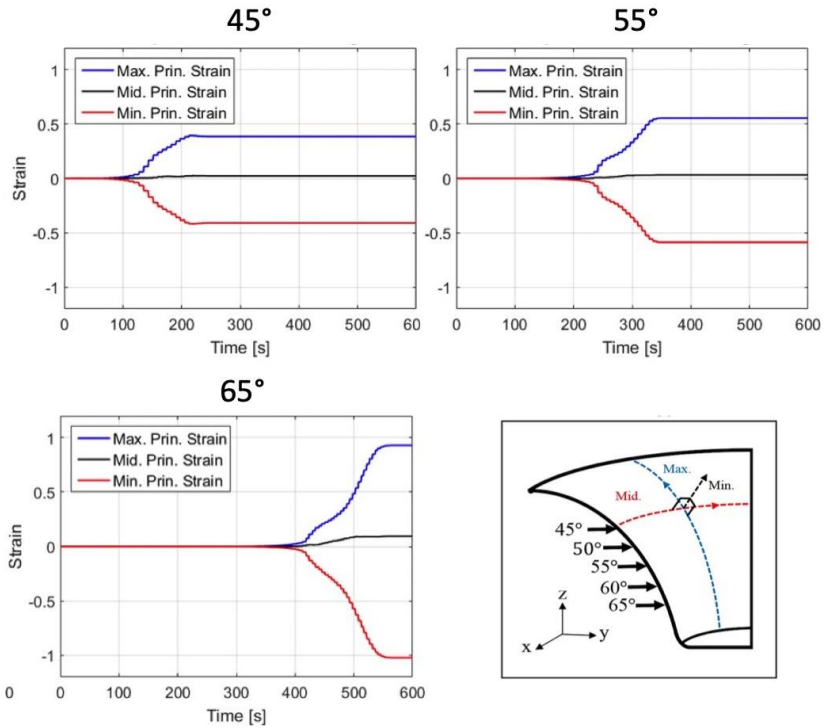 45°
55°
1
0.5
0
-0.5
-1
Strain
Max. Prin. Strain
Mid. Prin. Strain
Min. Prin. Strain
0 100 200 300 400 500 60
Time [s]
1
0.5
0
-0.5
-1
Max. Prin. Strain
Mid. Prin. Strain
Min. Prin. Strain
0 100 200 300 400 500 600
Time [s]
65°
1
0.5
0
-0.5
-1
Strain
Max. Prin. Strain
Mid. Prin. Strain
Min. Prin. Strain
0
0 100 200 300 400 500 600
Time [s]
Max.
Min.
Mid.
45°
50°
55°
60°
65°
z
y
x